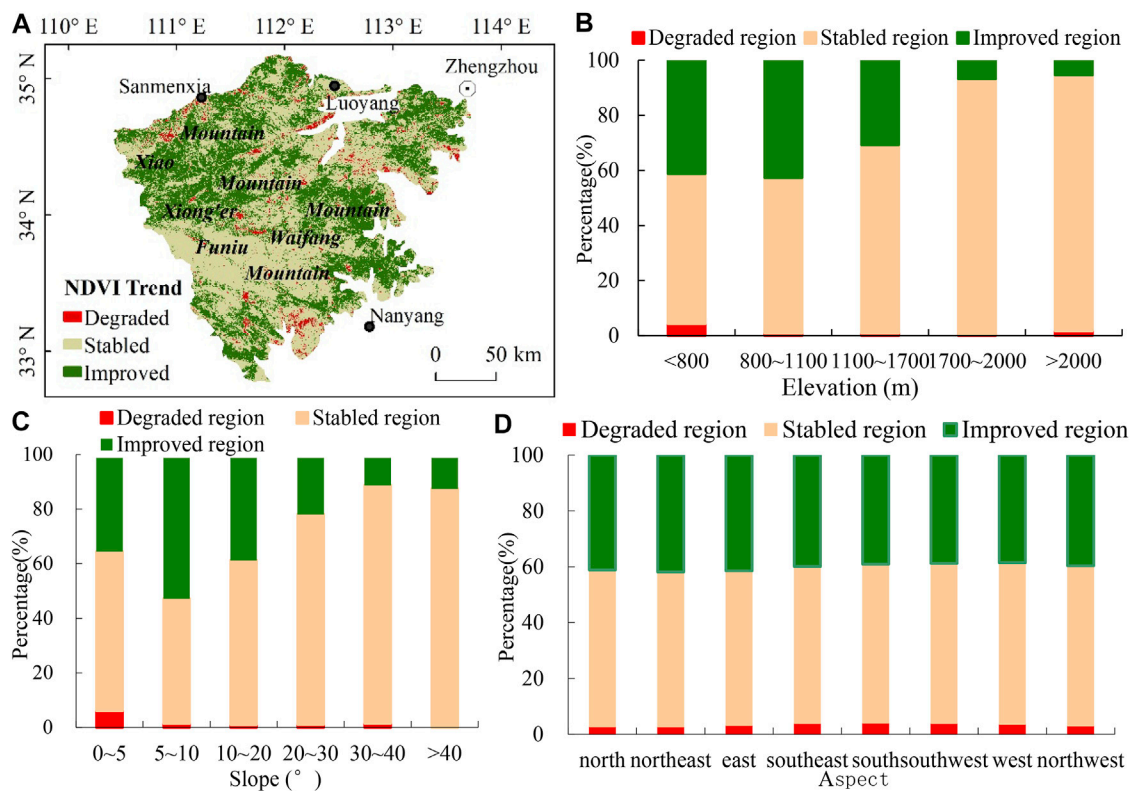 A
110° E 111° E 112° E 113° E 114° E
35° N
34° N
33° N
Zhengzhou
Sanmenxia
Luoyang
Mountain
Xiao
Mountain
Xiong'er
Mountain
Funiu
Waifang
Mountain
NDVI Trend
Degraded
Stabled
Improved
Nanyang
0 50 km
B
Degraded region Stabled region Improved region
Percentage(%)
100
80
60
40
20
0
<800 800~1100 1100~1700 1700~2000 >2000
Elevation (m)
C
Degraded region Stabled region
Improved region
Percentage(%)
100
80
60
40
20
0
0~5 5~10 10~20 20~30 30~40 >40
Slope (°)
D
Degraded region Stabled region Improved region
Percentage(%)
100
80
60
40
20
0
north northeast east southeast south southwest west northwest
Aspect